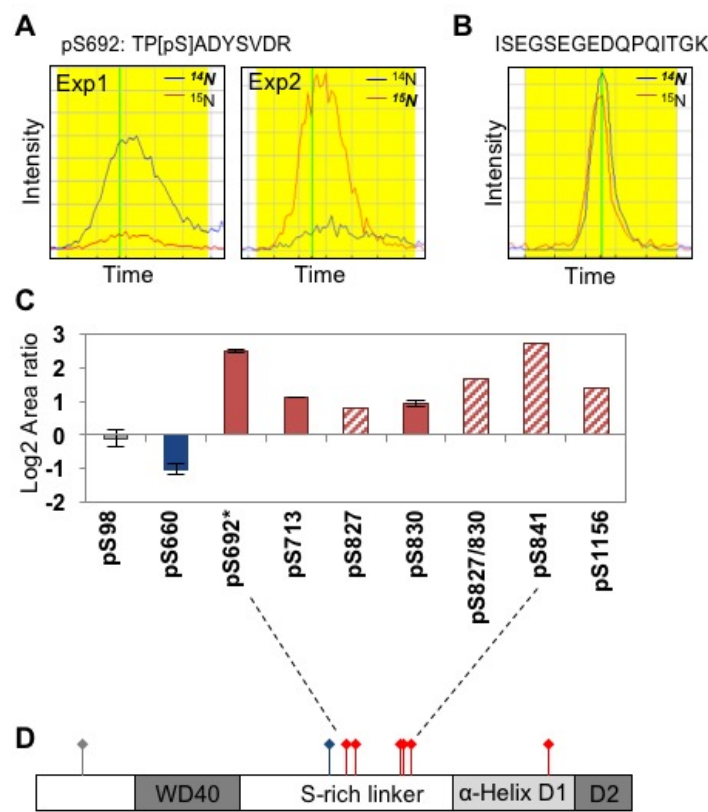 A
pS692: TP[pS]ADYSVDR
Exp1
14N
15N
Exp2
14N
15N
Intensity
Time
Time
B
ISEGSEGEDQPQITGK
14N
15N
Intensity
Time
C
Log2 Area ratio
3
2
1
0
-1
-2
pS98
pS660
pS692*
pS713
pS827
pS830
pS827/830
pS841
pS1156
D
WD40
S-rich linker
α-Helix D1
D2